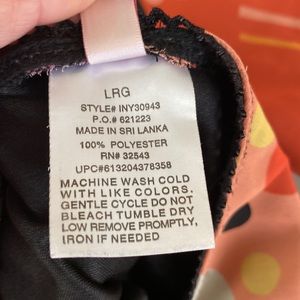 LRG
STYLE# INY30943
P.O.# 621223
MADE IN SRI LANKA
100% POLYESTER
RN# 32543
UPC#613204378358
MACHINE WASH COLD
WITH LIKE COLORS.
GENTLE CYCLE DO NOT
BLEACH TUMBLE DRY
LOW REMOVE PROMPTLY,
IRON IF NEEDED